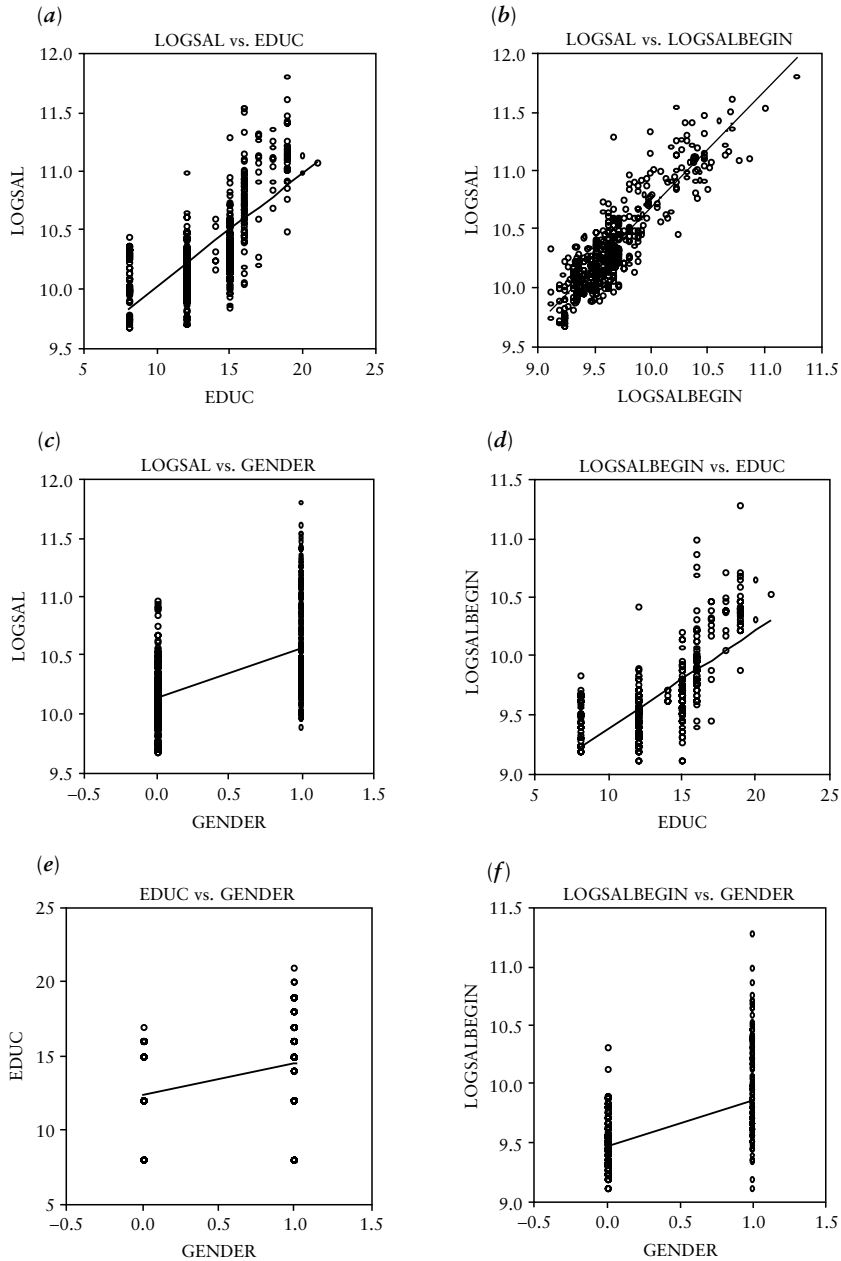 (a)
LOGSAL vs. EDUC
12.0
11.5
11.0
10.5
10.0
9.5
LOGSAL
5 10 15 20 25
EDUC
(b)
LOGSAL vs. LOGSALBEGIN
12.0
11.5
11.0
10.5
10.0
9.5
LOGSAL
9.0 9.5 10.0 10.5 11.0 11.5
LOGSALBEGIN
(c)
LOGSAL vs. GENDER
12.0
11.5
11.0
10.5
10.0
9.5
LOGSAL
−0.5 0.0 0.5 1.0 1.5
GENDER
(d)
LOGSALBEGIN vs. EDUC
11.5
11.0
10.5
10.0
9.5
9.0
LOGSALBEGIN
5 10 15 20 25
EDUC
(e)
EDUC vs. GENDER
25
20
15
10
5
EDUC
−0.5 0.0 0.5 1.0 1.5
GENDER
(f)
LOGSALBEGIN vs. GENDER
11.5
11.0
10.5
10.0
9.5
9.0
LOGSALBEGIN
−0.5 0.0 0.5 1.0 1.5
GENDER